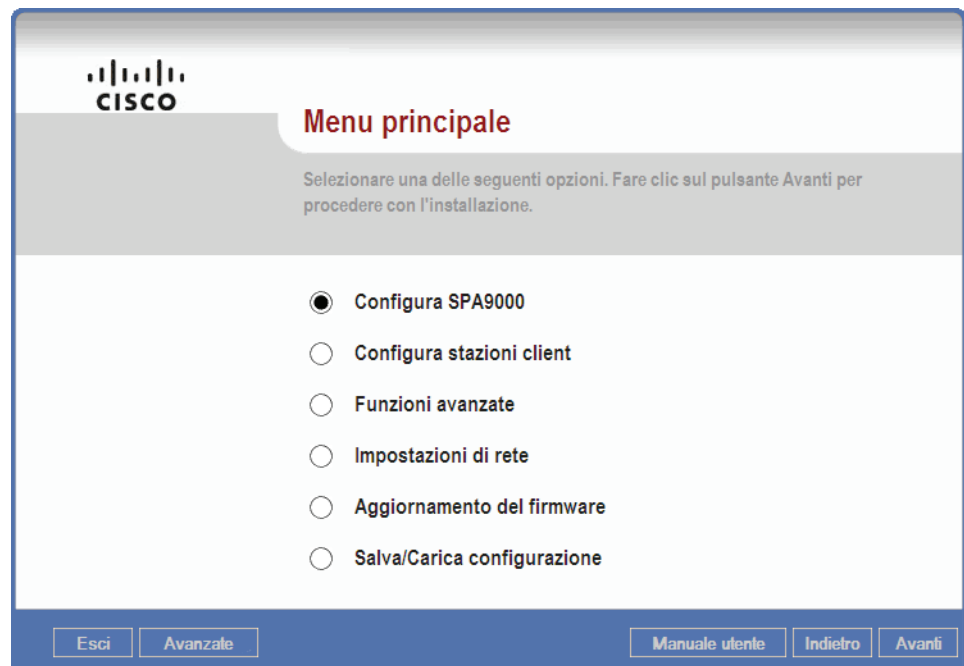 CISCO
Menu principale
Selezionare una delle seguenti opzioni. Fare clic sul pulsante Avanti per
procedere con l'installazione.
Configura SPA9000
Configura stazioni client
Funzioni avanzate
Impostazioni di rete
Aggiornamento del firmware
Salva/Carica configurazione
Esci Avanzate Manuale utente Indietro Avanti